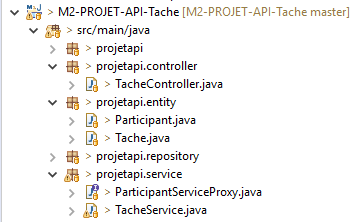 > M2-PROJET-API-Tache [M2-PROJET-API-Tache master]
> src/main/java
> projetapi
> projetapi.controller
> TacheController.java
> projetapi.entity
> Participant.java
> Tache.java
> projetapi.repository
> projetapi.service
> ParticipantServiceProxy.java
> TacheService.java